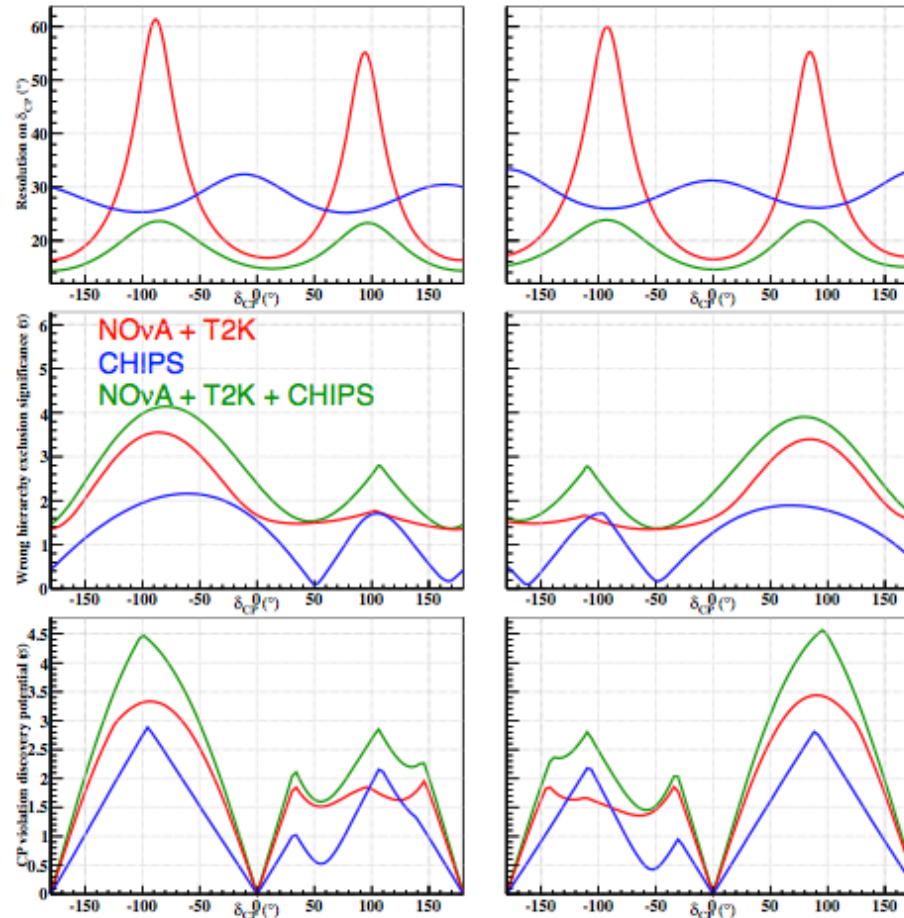 Resolution on δCP (°)
60
50
40
30
20
-150 -100 -50 0 50 100 150
δCP (°)
-150 -100 -50 0 50 100 150
δCP (°)
Wrong hierarchy exclusion significance (σ)
6
5
4
3
2
1
0
NOνA + T2K
CHIPS
NOνA + T2K + CHIPS
-150 -100 -50 0 50 100 150
δCP (°)
-150 -100 -50 0 50 100 150
δCP (°)
CP violation discovery potential (σ)
4.5
4
3.5
3
2.5
2
1.5
1
0.5
0
-150 -100 -50 0 50 100 150
δCP (°)
-150 -100 -50 0 50 100 150
δCP (°)